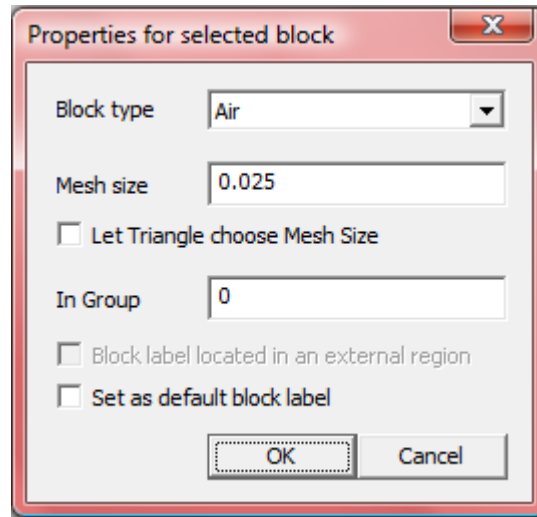 Properties for selected block
Block type Air
Mesh size 0.025
Let Triangle choose Mesh Size
In Group 0
Block label located in an external region
Set as default block label
OK Cancel